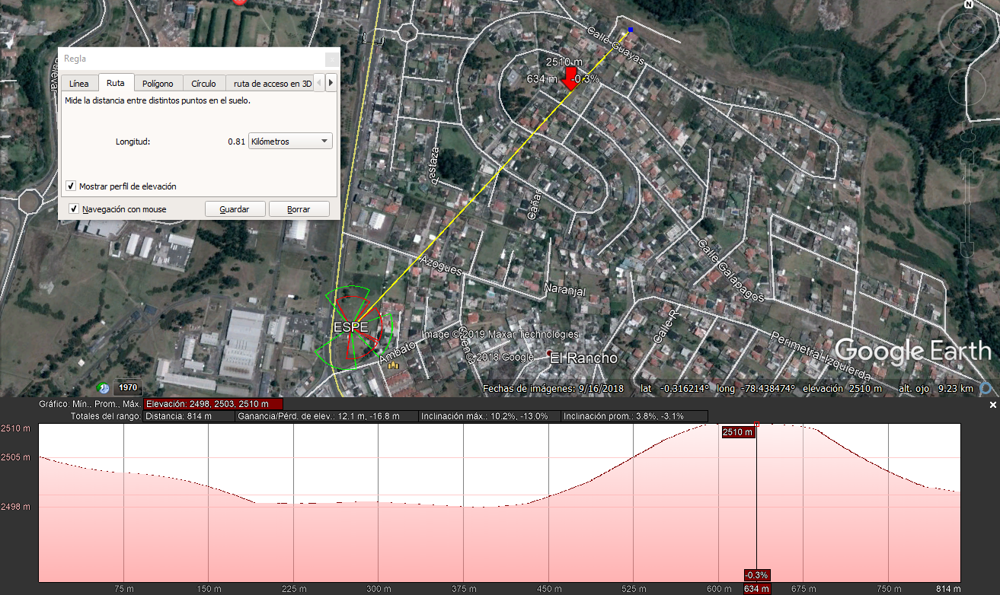 Regla
Línea Ruta Polígono Círculo ruta de acceso en 3D
Mide la distancia entre distintos puntos en el suelo.
Longitud: 0.81 Kilómetros
Mostrar perfil de elevación
Navegación con mouse Guardar Borrar
N
Calle Guayas
2510 m
634 m -0.3%
Pastaza
Cañar
Azogues
Naranjal
Calle Galapagos
ESPE
Ambato
Cuenca
Calle R
Perimetral Izquierda
El Rancho
Image © 2019 Maxar Technologies
© 2018 Google
Google Earth
1970
Fechas de imágenes: 9/16/2018 lat -0.316214° long -78.438474° elevación 2510 m alt. ojo 9.23 km
Gráfico: Mín., Prom., Máx. Elevación: 2498, 2503, 2510 m
Totales del rango: Distancia: 814 m Ganancia/Pérd. de elev.: 12.1 m, -16.8 m Inclinación máx.: 10.2%, -13.0% Inclinación prom.: 3.8%, -3.1%
2510 m
2510 m
2505 m
2498 m
-0.3%
75 m 150 m 225 m 300 m 375 m 450 m 525 m 600 m 634 m 675 m 750 m 814 m